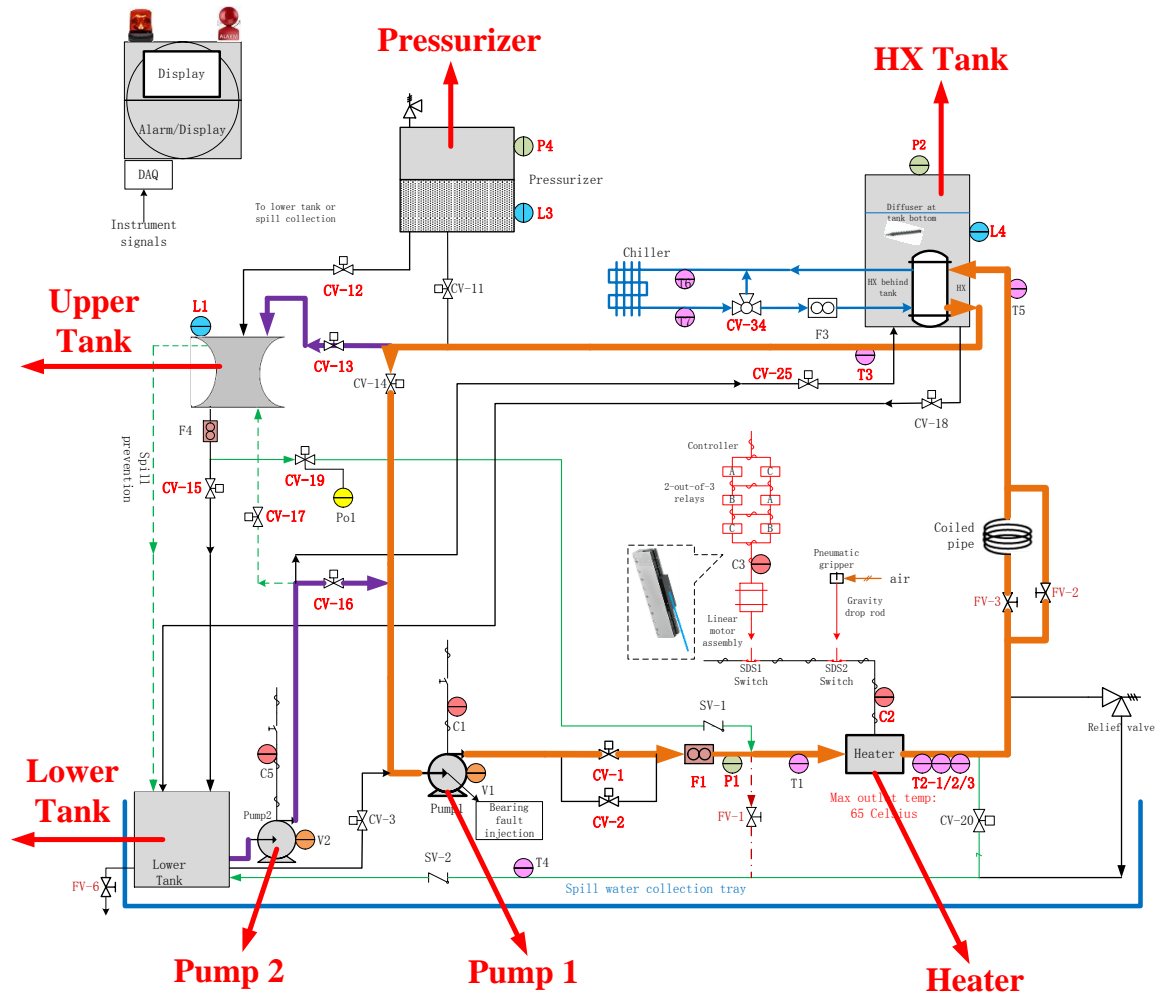 Pressurizer
HX Tank
ALARM
Display
Alarm/Display
DAQ
Instrument
signals
P4
Pressurizer
L3
To lower tank or
spill collection
P2
Diffuser at
tank bottom
L4
HX behind
tank
HX
T5
Chiller
T6
CV-34
F3
CV-12
CV-11
Upper
Tank
L1
CV-13
CV-14
T3
CV-25
CV-18
F4
Spill
prevention
CV-15
CV-19
Po1
CV-17
CV-16
Controller
A
C
2-out-of-3
relays
B
A
C
B
C3
Linear
motor
assembly
Pneumatic
gripper
air
Gravity
drop rod
SDS1
Switch
SDS2
Switch
Coiled
pipe
FV-3
FV-2
C1
C5
C2
SV-1
Relief valve
Lower
Tank
Lower
Tank
Pump2
V2
CV-3
Pump1
V1
Bearing
fault
injection
CV-1
CV-2
F1
P1
T1
Heater
T2-1/2/3
Max outlet temp:
65 Celsius
FV-1
CV-20
SV-2
T4
FV-6
Spill water collection tray
Pump 2
Pump 1
Heater